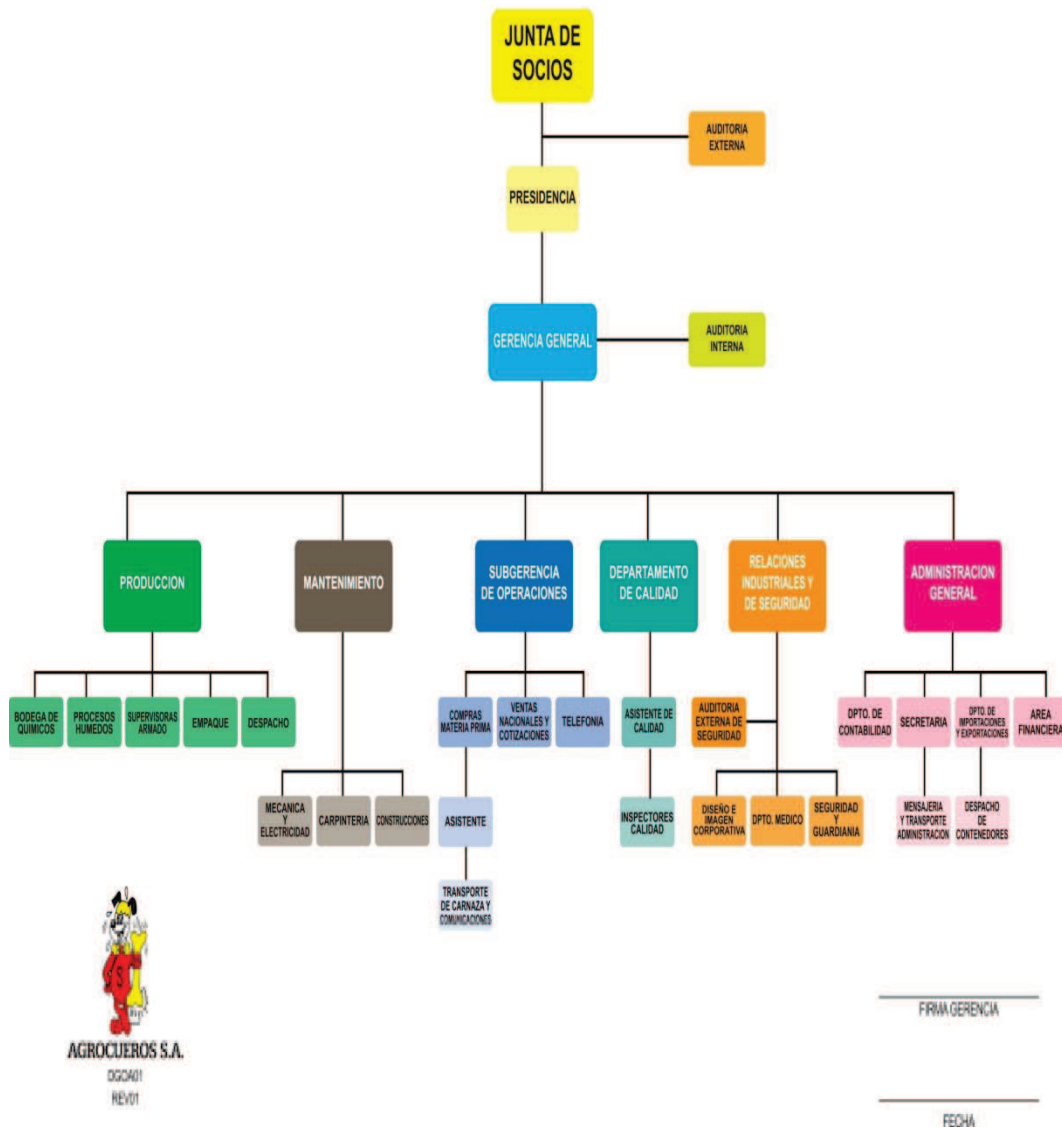 JUNTA DE
SOCIOS
AUDITORIA
EXTERNA
PRESIDENCIA
GERENCIA GENERAL
AUDITORIA
INTERNA
PRODUCCION
MANTENIMIENTO
SUBGERENCIA
DE OPERACIONES
DEPARTAMENTO
DE CALIDAD
RELACIONES
INDUSTRIALES Y
DE SEGURIDAD
ADMINISTRACION
GENERAL
BODEGA DE
QUIMICOS
PROCESOS
HUMEDOS
SUPERVISORAS
ARMADO
EMPAQUE
DESPACHO
COMPRAS
MATERIA PRIMA
VENTAS
NACIONALES Y
COTIZACIONES
TELEFONIA
ASISTENTE DE
CALIDAD
AUDITORIA
EXTERNA DE
SEGURIDAD
DPTO. DE
CONTABILIDAD
SECRETARIA
DPTO. DE
IMPORTACIONES
Y EXPORTACIONES
AREA
FINANCIERA
MECANICA
Y
ELECTRICIDAD
CARPINTERIA
CONSTRUCCIONES
ASISTENTE
INSPECTORES
CALIDAD
DISEÑO E
IMAGEN
CORPORATIVA
DPTO. MEDICO
SEGURIDAD
Y
GUARDIANIA
MENSAJERIA
Y TRANSPORTE
ADMINISTRACION
DESPACHO
DE
CONTENEDORES
TRANSPORTE
DE CARNAZA Y
COMUNICACIONES
S
AGROCUEROS S.A.
DGOA01
REV01
FIRMA GERENCIA
FECHA